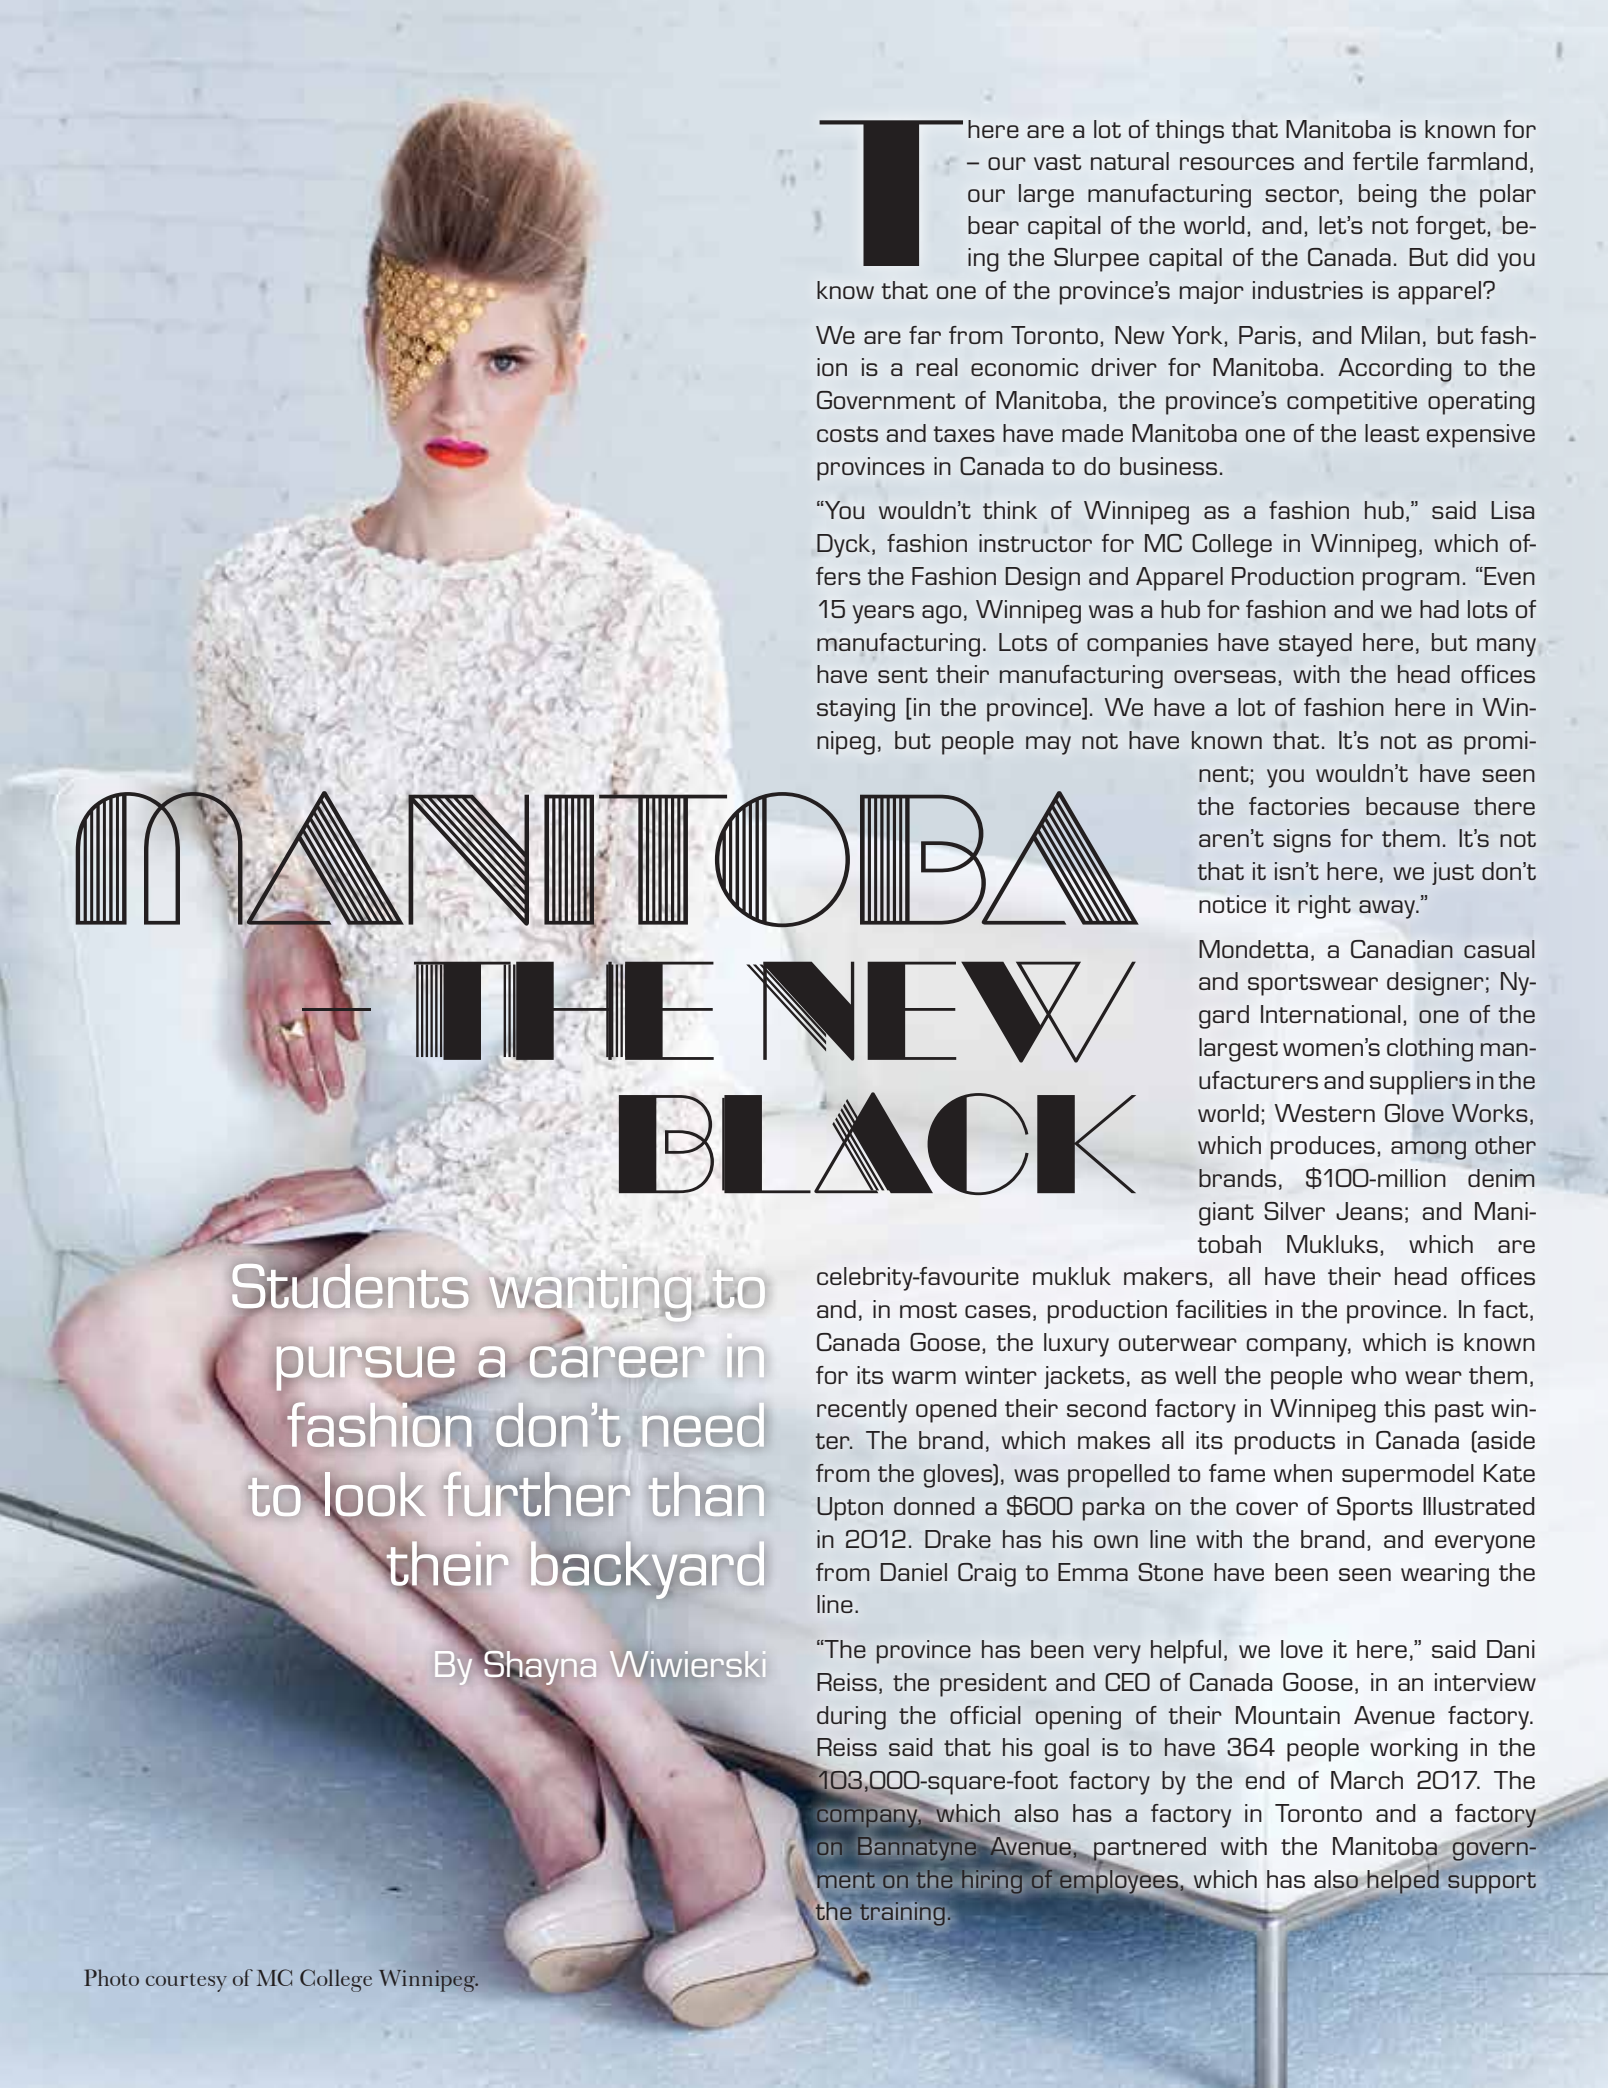 MANITOBA
– THE NEW
BLACK
Students wanting to
pursue a career in
fashion don't need
to look further than
their backyard
By Shayna Wiwierski
There are a lot of things that Manitoba is known for
– our vast natural resources and fertile farmland,
our large manufacturing sector, being the polar
bear capital of the world, and, let's not forget, be-
ing the Slurpee capital of the Canada. But did you
know that one of the province's major industries is apparel?
We are far from Toronto, New York, Paris, and Milan, but fash-
ion is a real economic driver for Manitoba. According to the
Government of Manitoba, the province's competitive operating
costs and taxes have made Manitoba one of the least expensive
provinces in Canada to do business.
“You wouldn't think of Winnipeg as a fashion hub,” said Lisa
Dyck, fashion instructor for MC College in Winnipeg, which of-
fers the Fashion Design and Apparel Production program. “Even
15 years ago, Winnipeg was a hub for fashion and we had lots of
manufacturing. Lots of companies have stayed here, but many
have sent their manufacturing overseas, with the head offices
staying [in the province]. We have a lot of fashion here in Win-
nipeg, but people may not have known that. It's not as promi-
nent; you wouldn't have seen
the factories because there
aren't signs for them. It's not
that it isn't here, we just don't
notice it right away.”
Mondetta, a Canadian casual
and sportswear designer; Ny-
gard International, one of the
largest women's clothing man-
ufacturers and suppliers in the
world; Western Glove Works,
which produces, among other
brands, $100-million denim
giant Silver Jeans; and Mani-
tobah Mukluks, which are
celebrity-favourite mukluk makers, all have their head offices
and, in most cases, production facilities in the province. In fact,
Canada Goose, the luxury outerwear company, which is known
for its warm winter jackets, as well the people who wear them,
recently opened their second factory in Winnipeg this past win-
ter. The brand, which makes all its products in Canada (aside
from the gloves), was propelled to fame when supermodel Kate
Upton donned a $600 parka on the cover of Sports Illustrated
in 2012. Drake has his own line with the brand, and everyone
from Daniel Craig to Emma Stone have been seen wearing the
line.
“The province has been very helpful, we love it here,” said Dani
Reiss, the president and CEO of Canada Goose, in an interview
during the official opening of their Mountain Avenue factory.
Reiss said that his goal is to have 364 people working in the
103,000-square-foot factory by the end of March 2017. The
company, which also has a factory in Toronto and a factory
on Bannatyne Avenue, partnered with the Manitoba govern-
ment on the hiring of employees, which has also helped support
the training.
Photo courtesy of MC College Winnipeg.